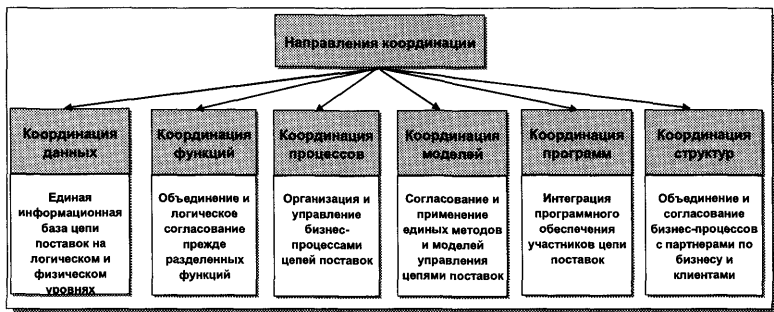 Направления координации
Координация
данных
Единая
информационная
база цепи
поставок на
логическом и
физическом
уровнях
Координация
функций
Объединение и
логическое
согласование
прежде
разделенных
функций
Координация
процессов
Организация и
управление
бизнес-
процессами
цепей поставок
Координация
моделей
Согласование и
применение
единых методов
и моделей
управления
цепями поставок
Координация
программ
Интеграция
программного
обеспечения
участников цепи
поставок
Координация
структур
Объединение и
согласование
бизнес-процессов
с партнерами по
бизнесу и
клиентами